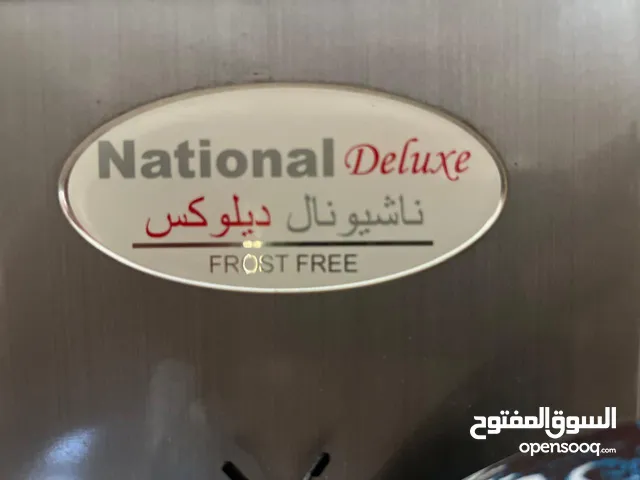 National Deluxe
ناشيونال ديلوكس
FROST FREE
السوق المفتوح
opensooq.com